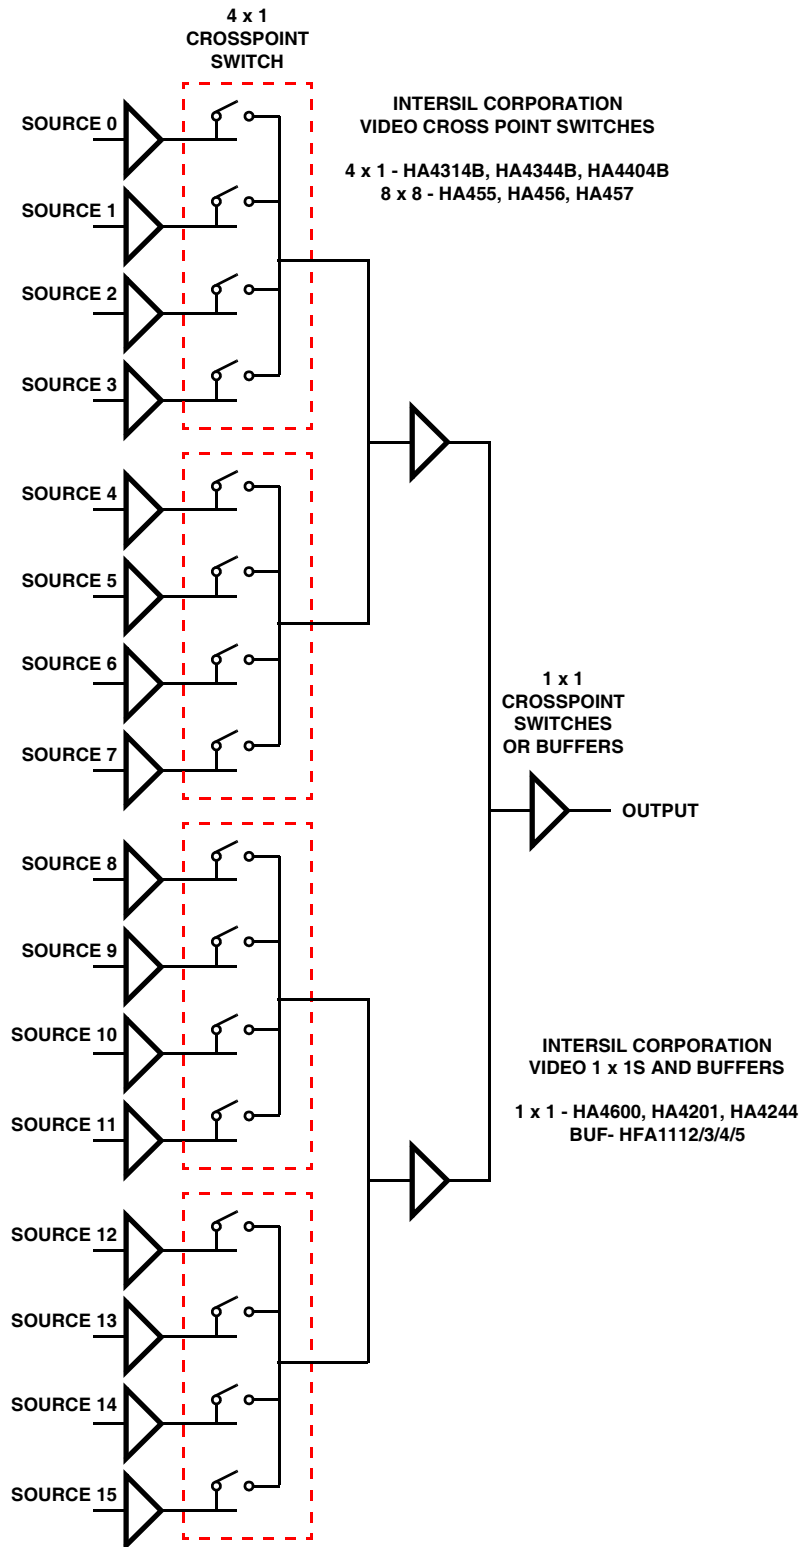 4 x 1
CROSSPOINT
SWITCH
INTERSIL CORPORATION
VIDEO CROSS POINT SWITCHES
4 x 1 - HA4314B, HA4344B, HA4404B
8 x 8 - HA455, HA456, HA457
SOURCE 0
SOURCE 1
SOURCE 2
SOURCE 3
SOURCE 4
SOURCE 5
SOURCE 6
SOURCE 7
1 x 1
CROSSPOINT
SWITCHES
OR BUFFERS
OUTPUT
SOURCE 8
SOURCE 9
SOURCE 10
SOURCE 11
INTERSIL CORPORATION
VIDEO 1 x 1S AND BUFFERS
1 x 1 - HA4600, HA4201, HA4244
BUF- HFA1112/3/4/5
SOURCE 12
SOURCE 13
SOURCE 14
SOURCE 15